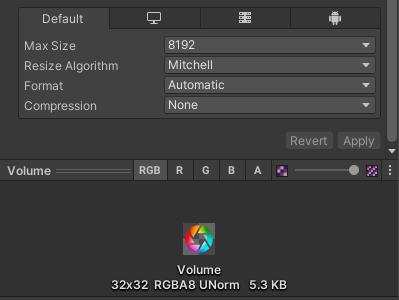 Default
Max Size 8192
Resize Algorithm Mitchell
Format Automatic
Compression None
Revert Apply
Volume RGB R G B A
Volume
32x32 RGBA8 UNorm 5.3 KB